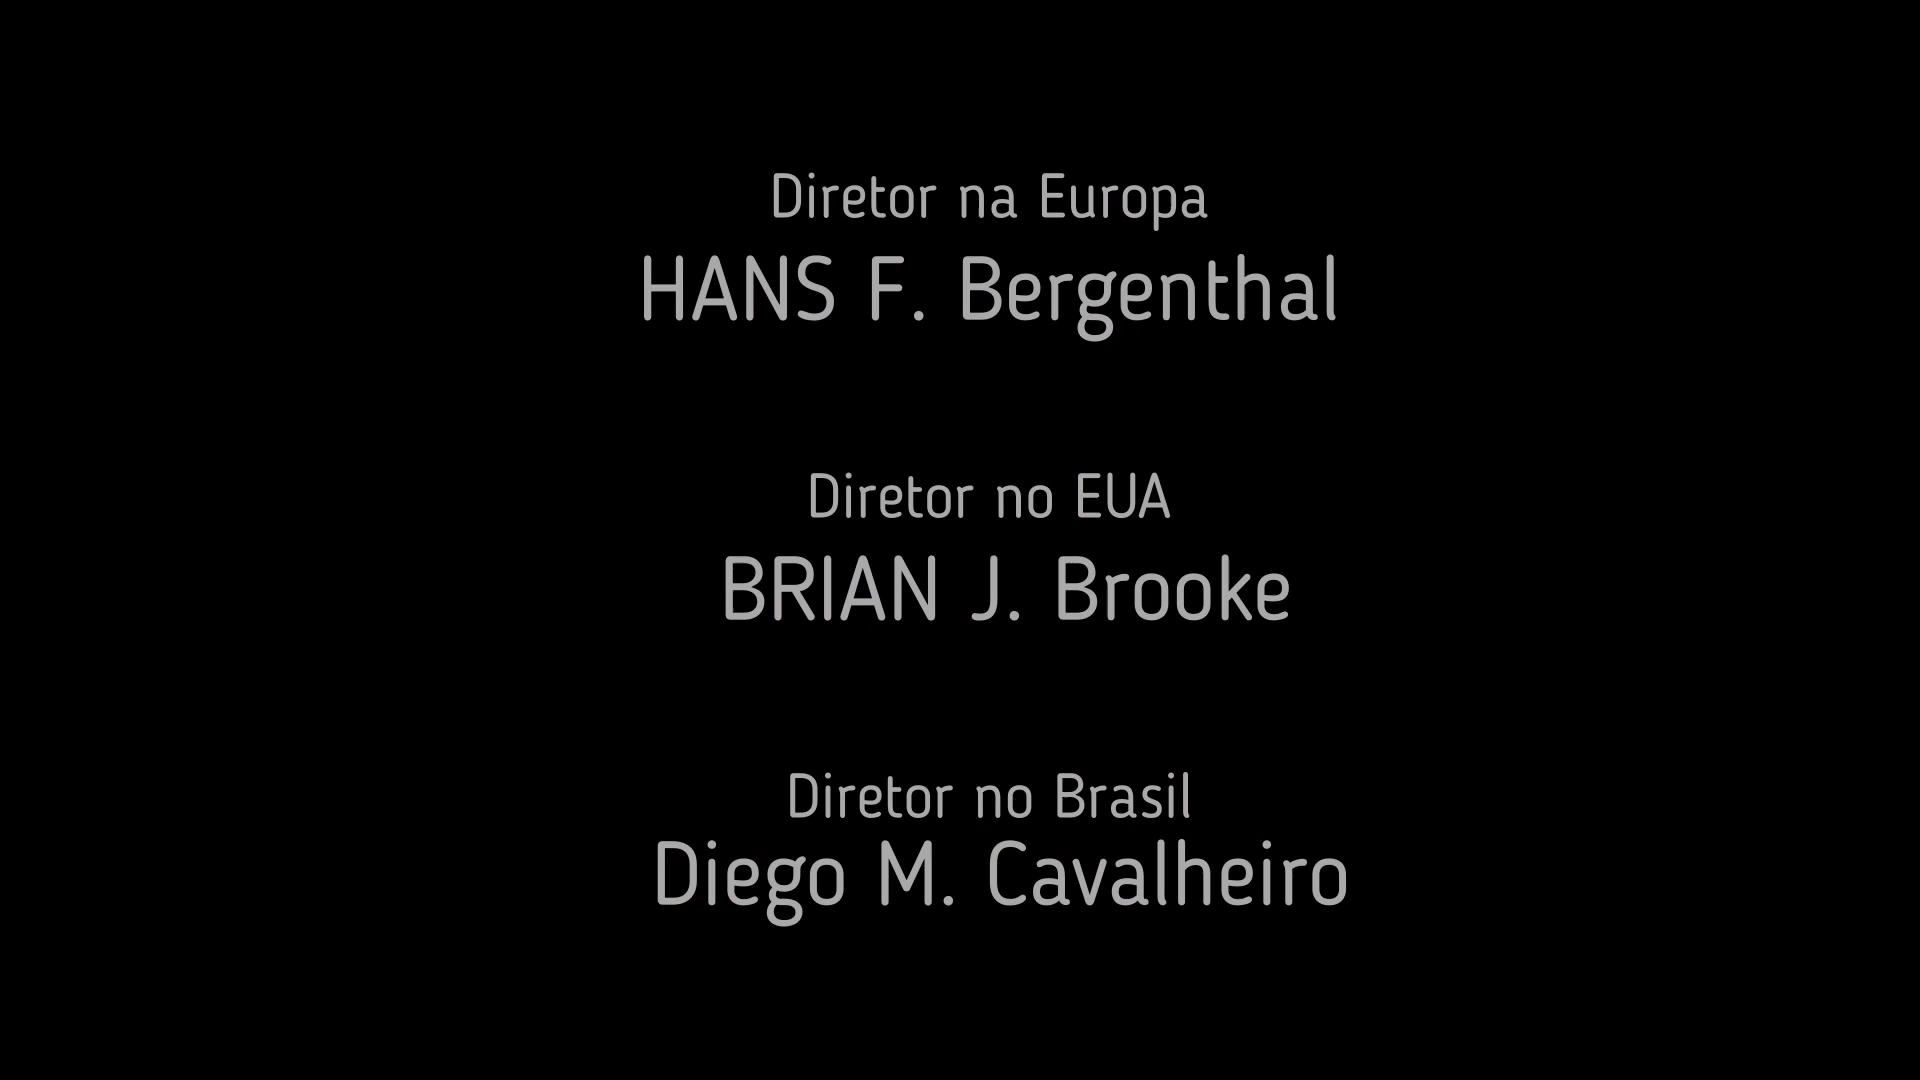 Diretor na Europa
HANS F. Bergenthal
Diretor no EUA
BRIAN J. Brooke
Diretor no Brasil
Diego M. Cavalheiro